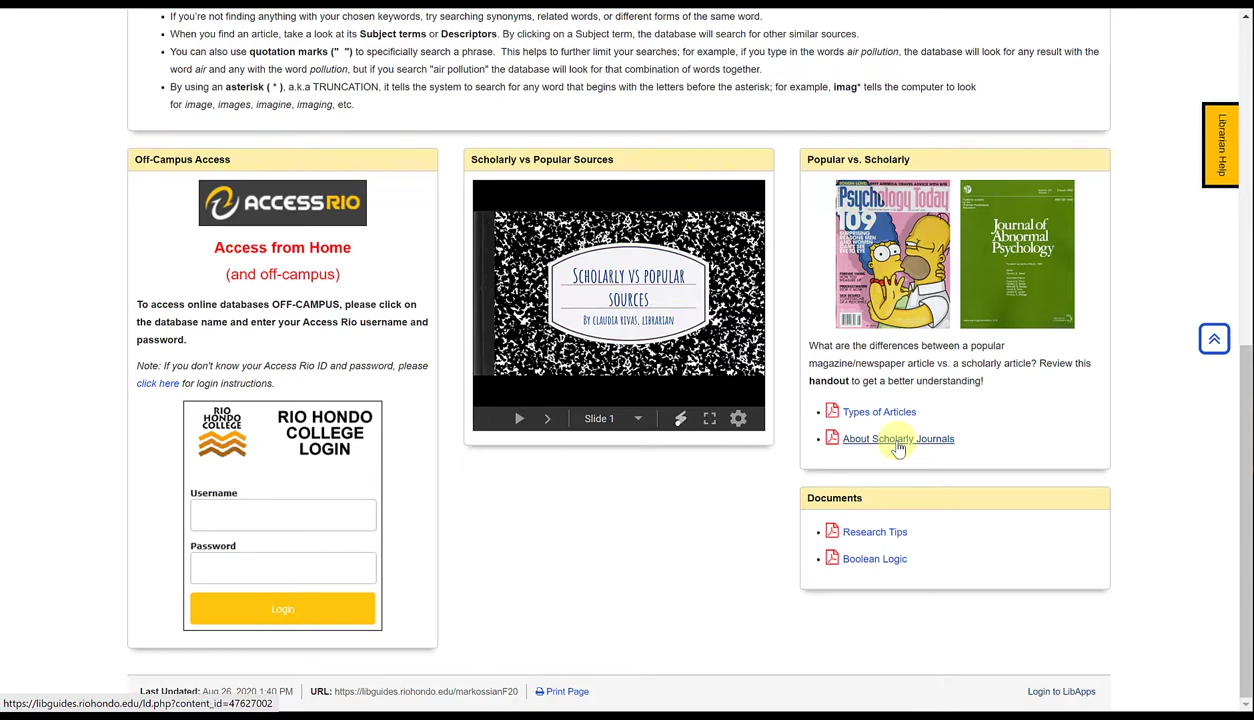 If you're not finding anything with your chosen keywords, try searching synonyms, related words, or different forms of the same word.
When you find an article, take a look at its Subject terms or Descriptors. By clicking on a Subject term, the database will search for other similar sources.
You can also use quotation marks (" ") to specificially search a phrase. This helps to further limit your searches; for example, if you type in the words air pollution, the database will look for any result with the
word air and any with the word pollution, but if you search "air pollution" the database will look for that combination of words together.
By using an asterisk ( * ), a.k.a TRUNCATION, it tells the system to search for any word that begins with the letters before the asterisk; for example, imag* tells the computer to look
for image, images, imagine, imaging, etc.
Librarian Help
Off-Campus Access
ACCESSRIO
Access from Home
(and off-campus)
To access online databases OFF-CAMPUS, please click on
the database name and enter your Access Rio username and
password.
Note: If you don't know your Access Rio ID and password, please
click here for login instructions.
RIO
HONDO
COLLEGE
RIO HONDO
COLLEGE
LOGIN
Username
Password
Login
Scholarly vs Popular Sources
SCHOLARLY VS POPULAR
SOURCES
BY CLAUDIA RIVAS, LIBRARIAN
Slide 1
Popular vs. Scholarly
Psychology Today
109
Journal of
Abnormal
Psychology
What are the differences between a popular
magazine/newspaper article vs. a scholarly article? Review this
handout to get a better understanding!
Types of Articles
About Scholarly Journals
Documents
Research Tips
Boolean Logic
Last Updated: Aug 26, 2020 1:40 PM
URL: https://libguides.riohondo.edu/markossianF20
Print Page
Login to LibApps
https://libguides.riohondo.edu/ld.php?content_id=47627002